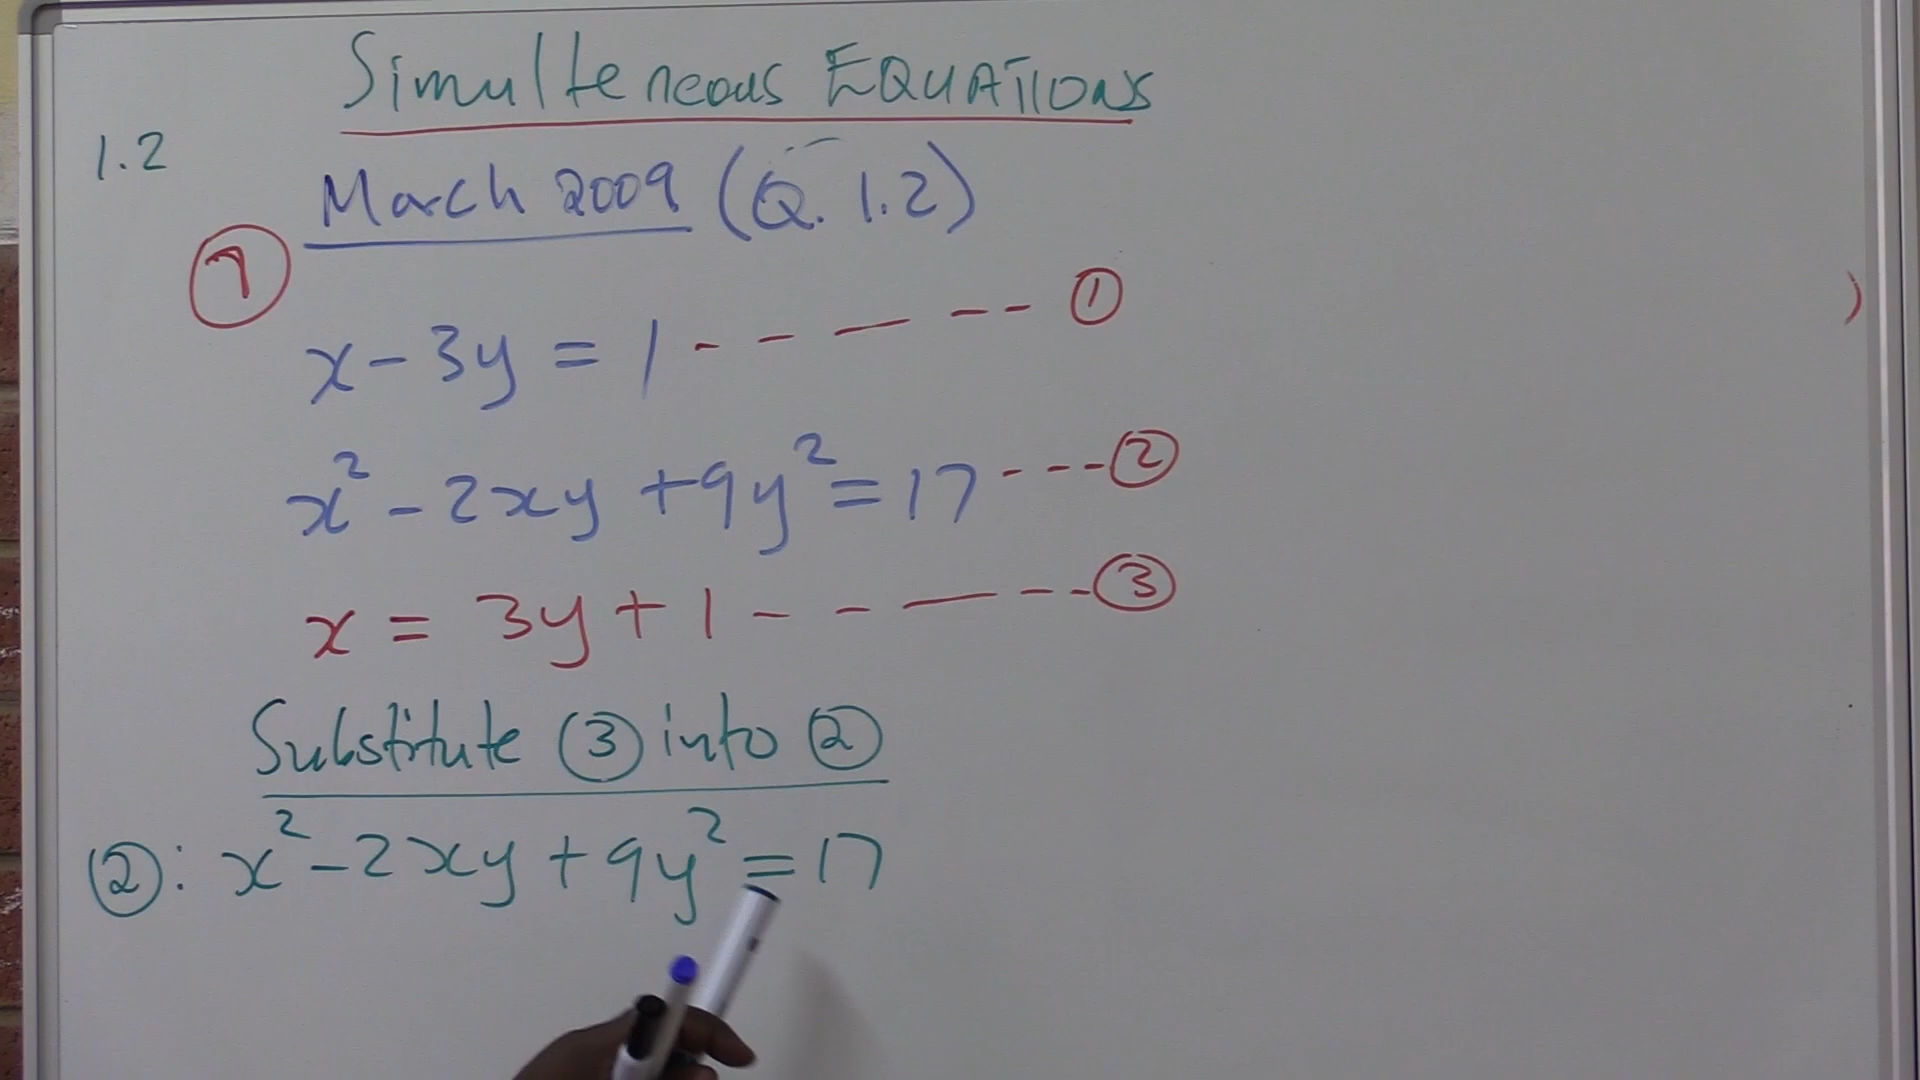 Simulteneous EQUATIONS
1.2
March 2009 (Q. 1.2)
7
x - 3y = 1 - - — - - ①
x² - 2xy + 9y² = 17 - - - ②
x = 3y + 1 - - — - - ③
Substitute ③ into ②
②: x² - 2xy + 9y² = 17
)